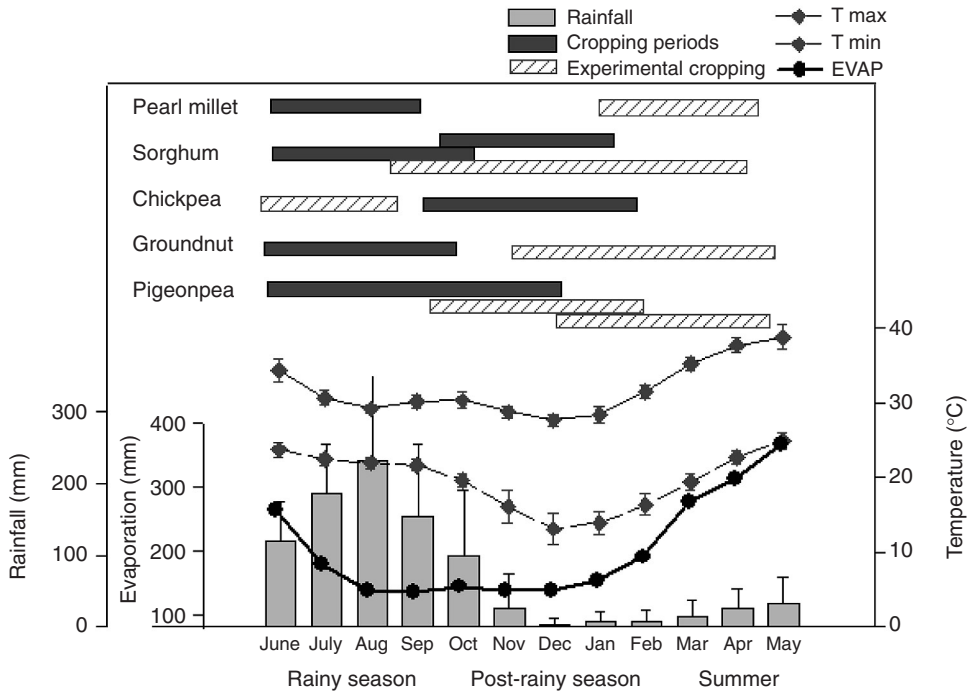 Rainfall
Cropping periods
Experimental cropping
T max
T min
EVAP
Pearl millet
Sorghum
Chickpea
Groundnut
Pigeonpea
Rainfall (mm)
300
200
100
0
Evaporation (mm)
400
300
200
100
40
30
20
10
0
Temperature (°C)
June July Aug Sep Oct Nov Dec Jan Feb Mar Apr May
Rainy season Post-rainy season Summer